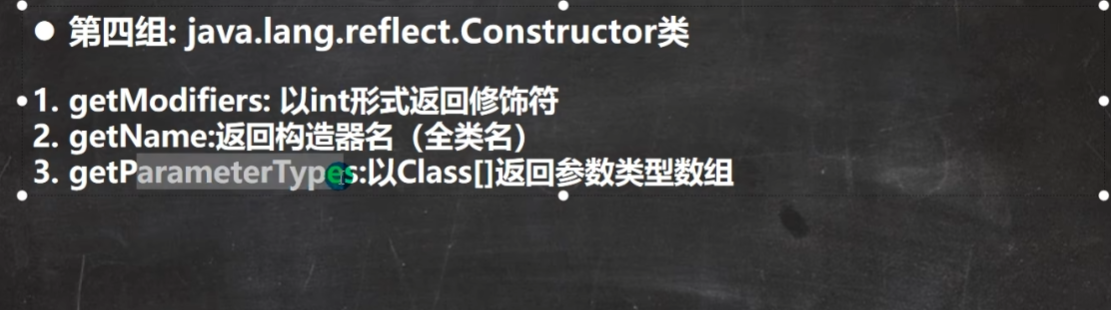 ● 第四组: java.lang.reflect.Constructor类
1. getModifiers: 以int形式返回修饰符
2. getName:返回构造器名（全类名）
3. getParameterTypes:以Class[]返回参数类型数组